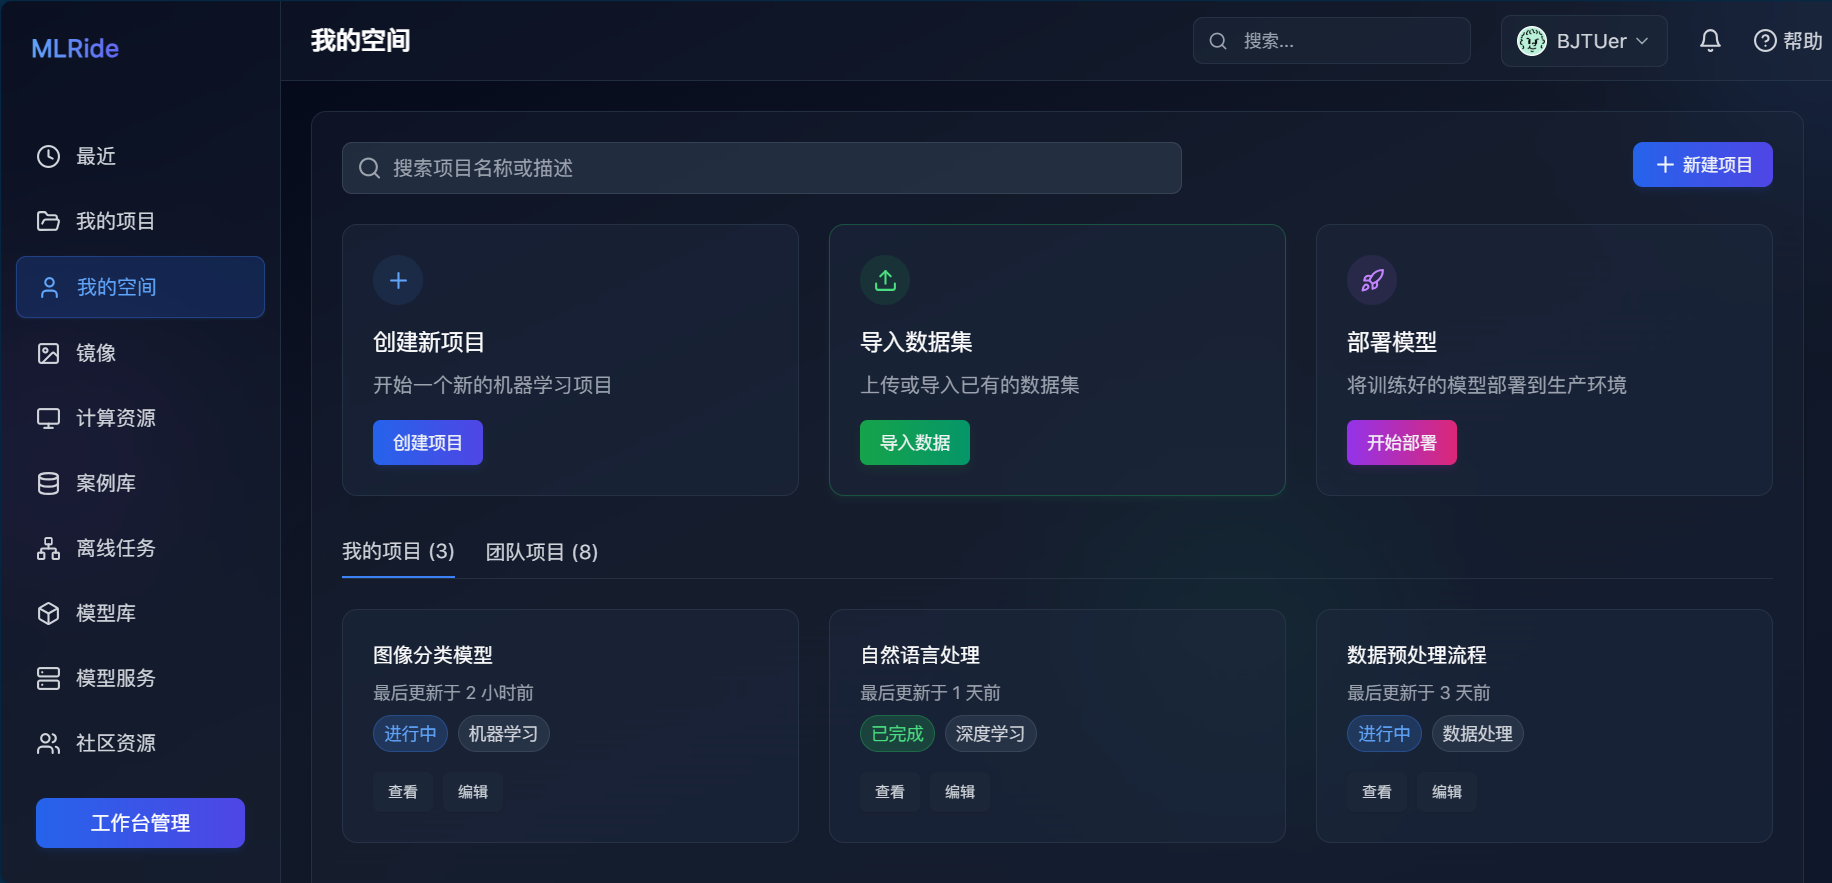 MLRide
最近
我的项目
我的空间
镜像
计算资源
案例库
离线任务
模型库
模型服务
社区资源
工作台管理
我的空间
搜索...
BJTUer
帮助
搜索项目名称或描述
新建项目
创建新项目
开始一个新的机器学习项目
创建项目
导入数据集
上传或导入已有的数据集
导入数据
部署模型
将训练好的模型部署到生产环境
开始部署
我的项目 (3)
团队项目 (8)
图像分类模型
最后更新于 2 小时前
进行中 机器学习
查看 编辑
自然语言处理
最后更新于 1 天前
已完成 深度学习
查看 编辑
数据预处理流程
最后更新于 3 天前
进行中 数据处理
查看 编辑